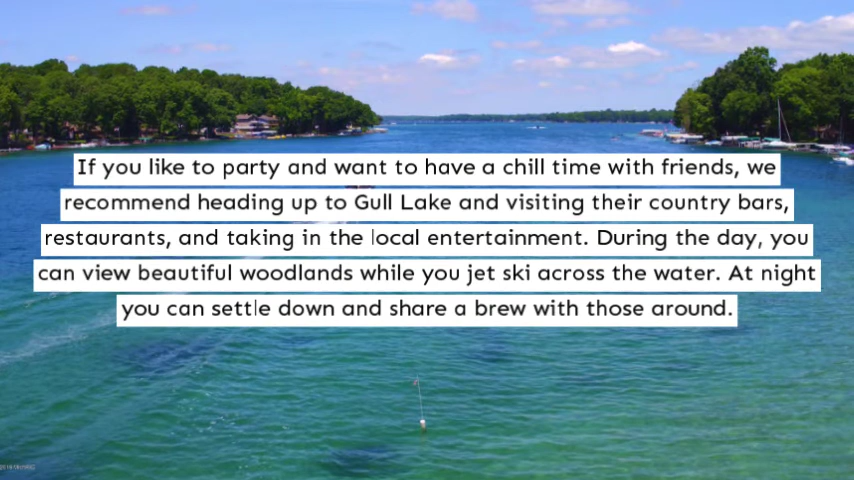 If you like to party and want to have a chill time with friends, we
recommend heading up to Gull Lake and visiting their country bars,
restaurants, and taking in the local entertainment. During the day, you
can view beautiful woodlands while you jet ski across the water. At night
you can settle down and share a brew with those around.